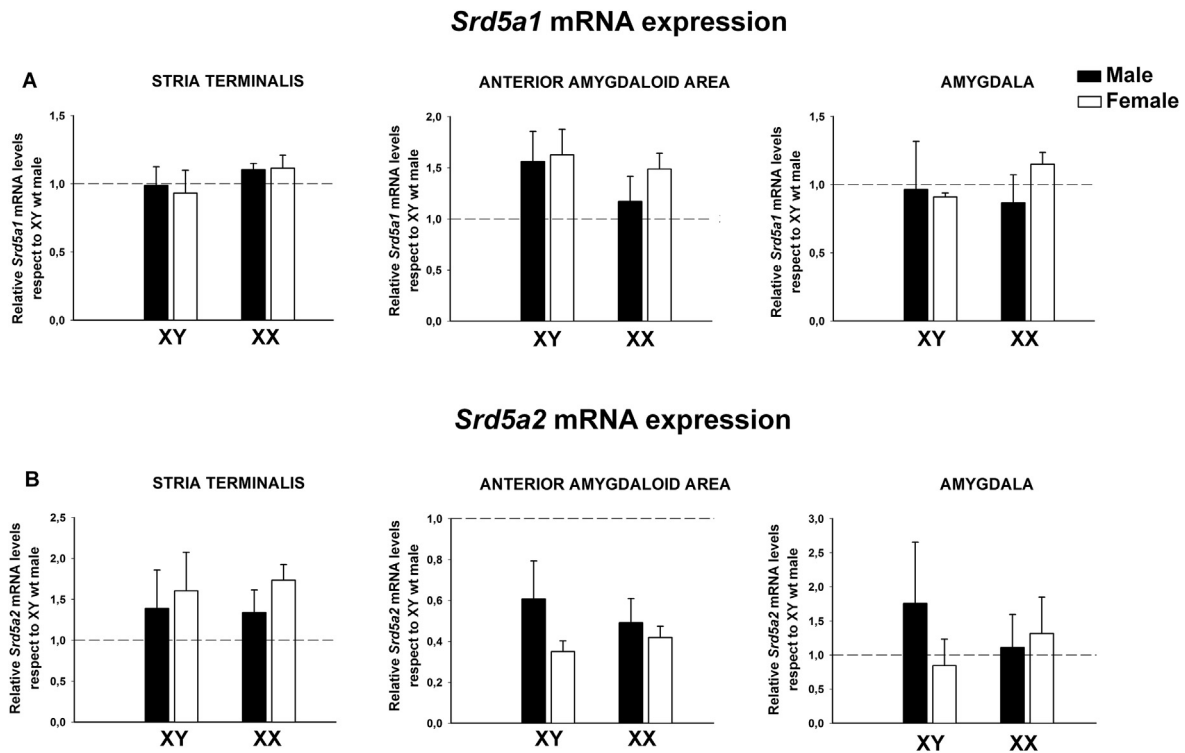 Srd5a1 mRNA expression
Male
Female
A
STRIA TERMINALIS
Relative Srd5a1 mRNA levels
respect to XY wt male
1,5
1,0
0,5
0,0
XY XX
ANTERIOR AMYGDALOID AREA
Relative Srd5a1 mRNA levels
respect to XY wt male
2,0
1,5
1,0
0,5
0,0
XY XX
AMYGDALA
Relative Srd5a1 mRNA levels
respect to XY wt male
1,5
1,0
0,5
0,0
XY XX
Srd5a2 mRNA expression
B
STRIA TERMINALIS
Relative Srd5a2 mRNA levels
respect to XY wt male
2,5
2,0
1,5
1,0
0,5
0,0
XY XX
ANTERIOR AMYGDALOID AREA
Relative Srd5a2 mRNA levels
respect to XY wt male
1,0
0,8
0,6
0,4
0,2
0,0
XY XX
AMYGDALA
Relative Srd5a2 mRNA levels
respect to XY wt male
3,0
2,5
2,0
1,5
1,0
0,5
0,0
XY XX